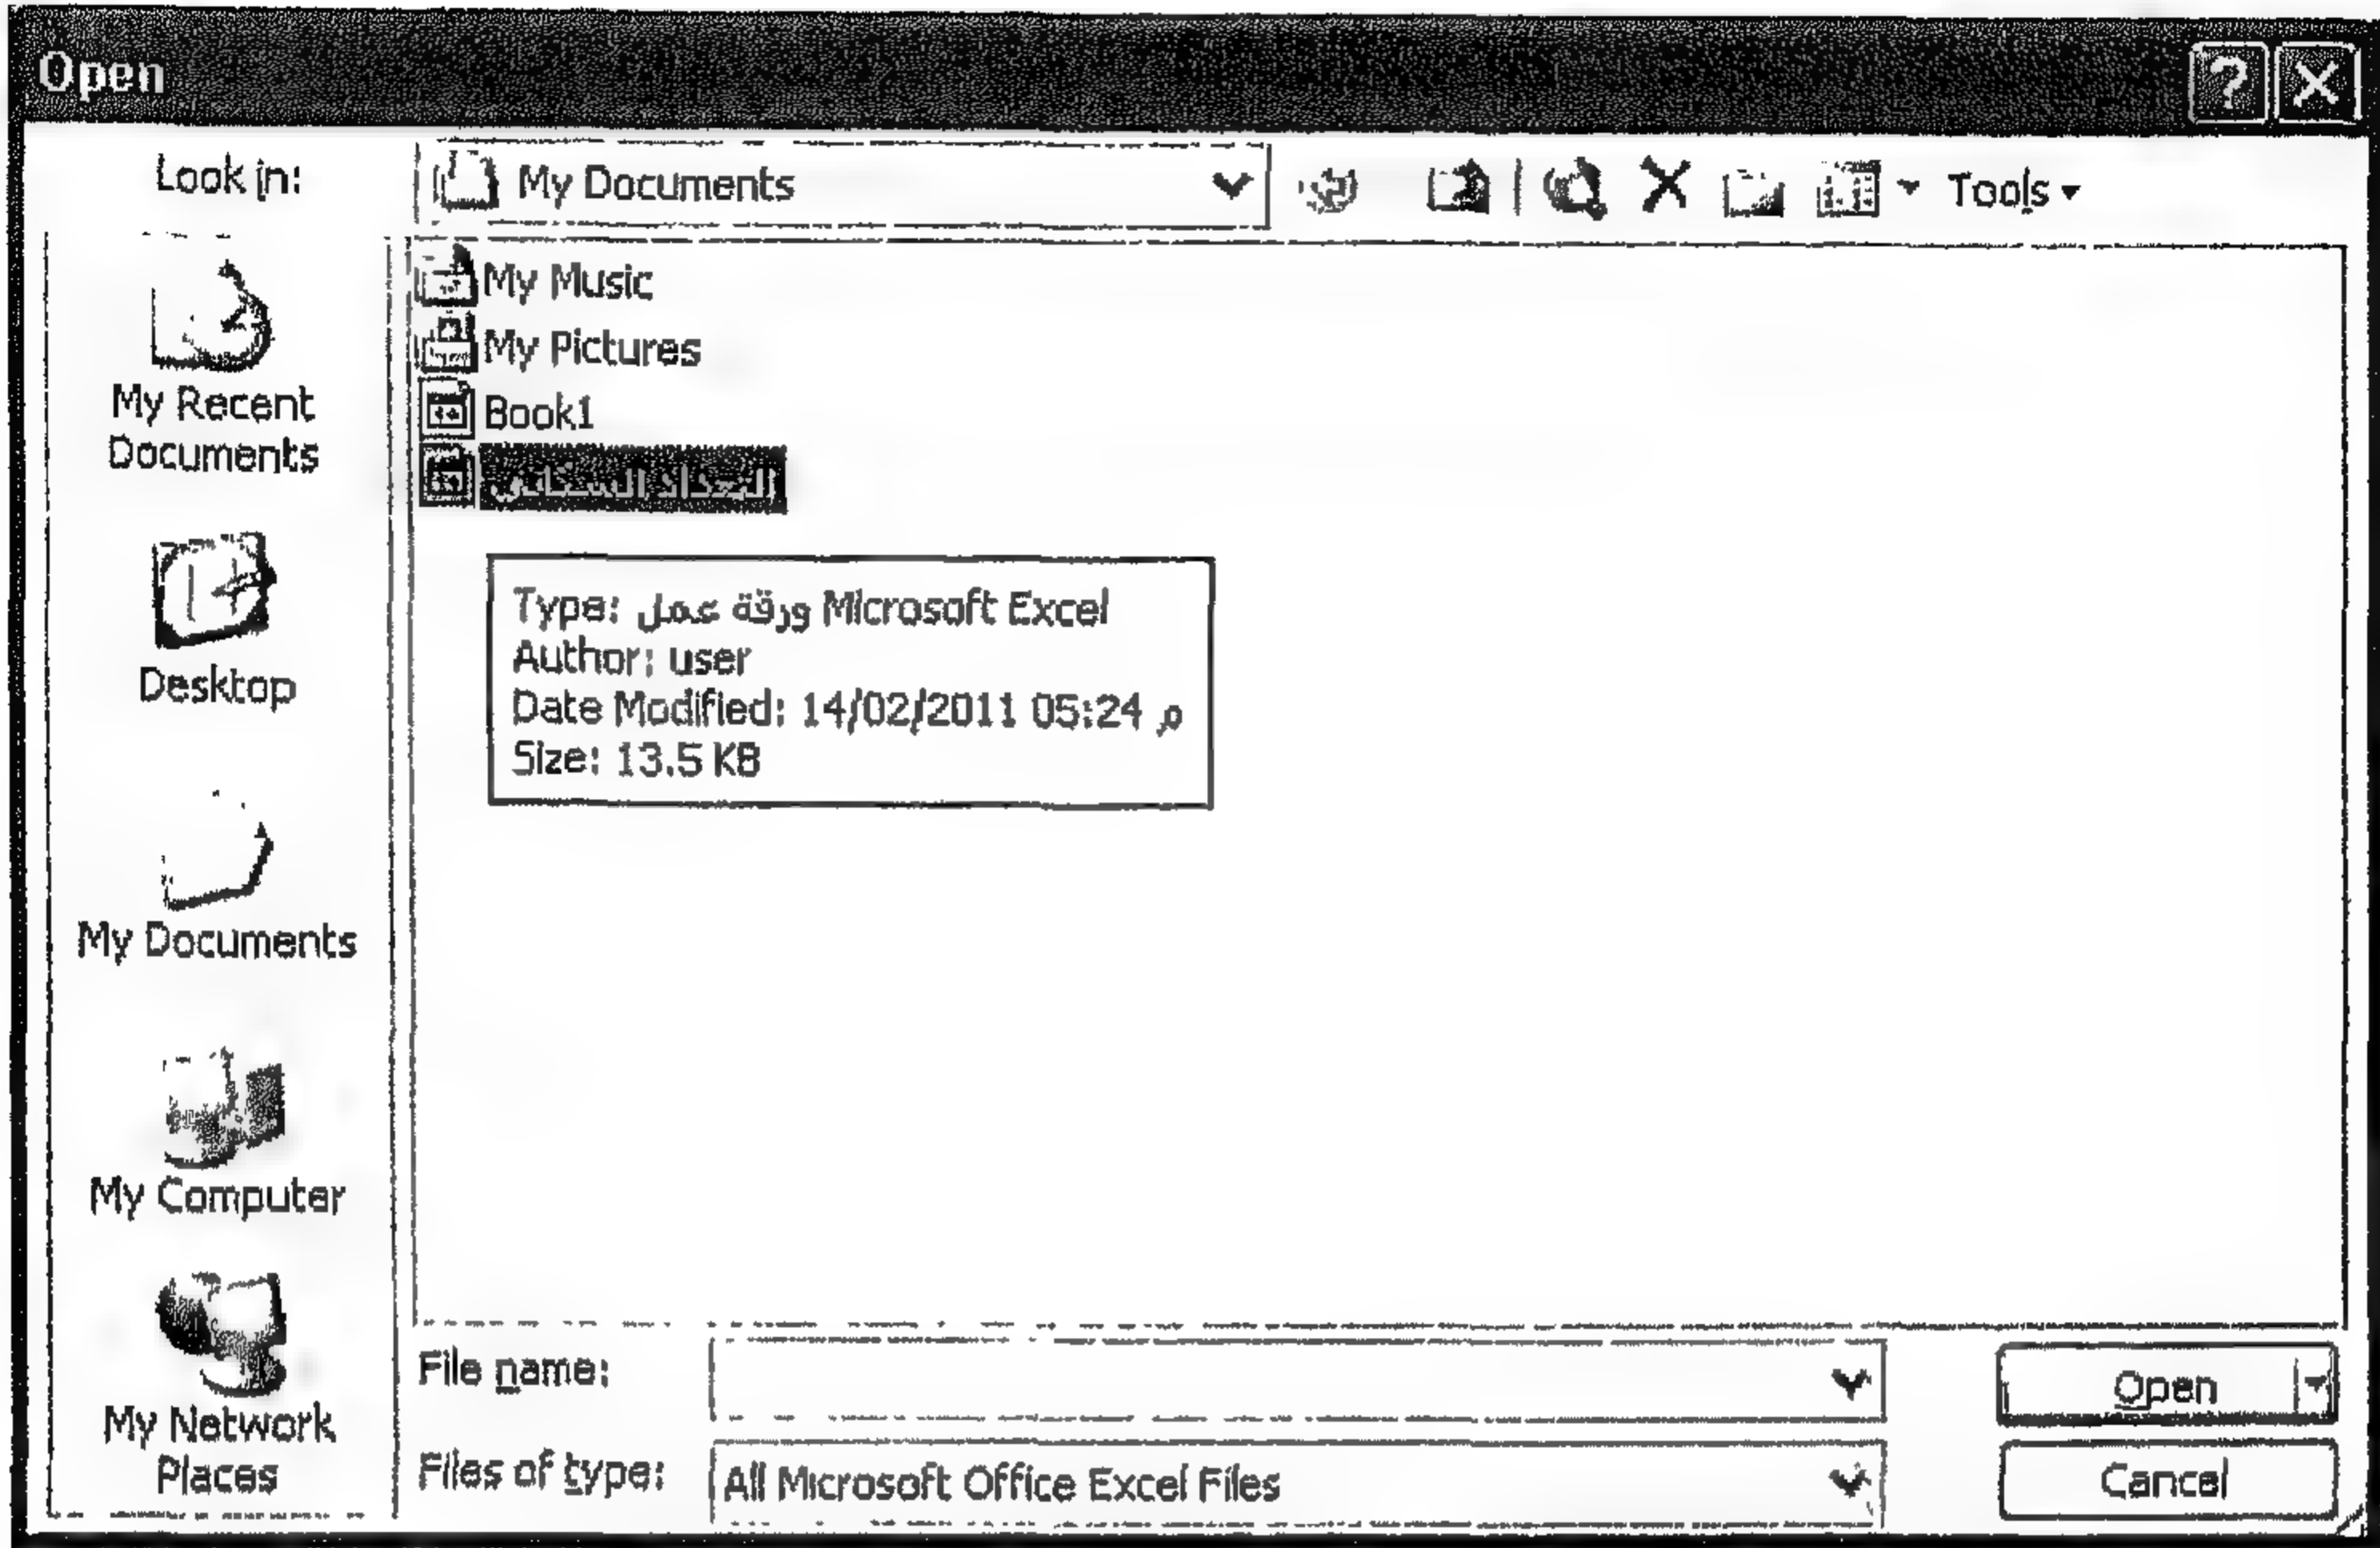 Open
Look in:
My Documents
Tools
My Recent
Documents
Desktop
My Documents
My Computer
My Network
Places
My Music
My Pictures
Book1
التعداد السكاني
Type: ورقة عمل Microsoft Excel
Author: user
Date Modified: 14/02/2011 05:24 م
Size: 13.5 KB
File name:
Open
Files of type:
All Microsoft Office Excel Files
Cancel